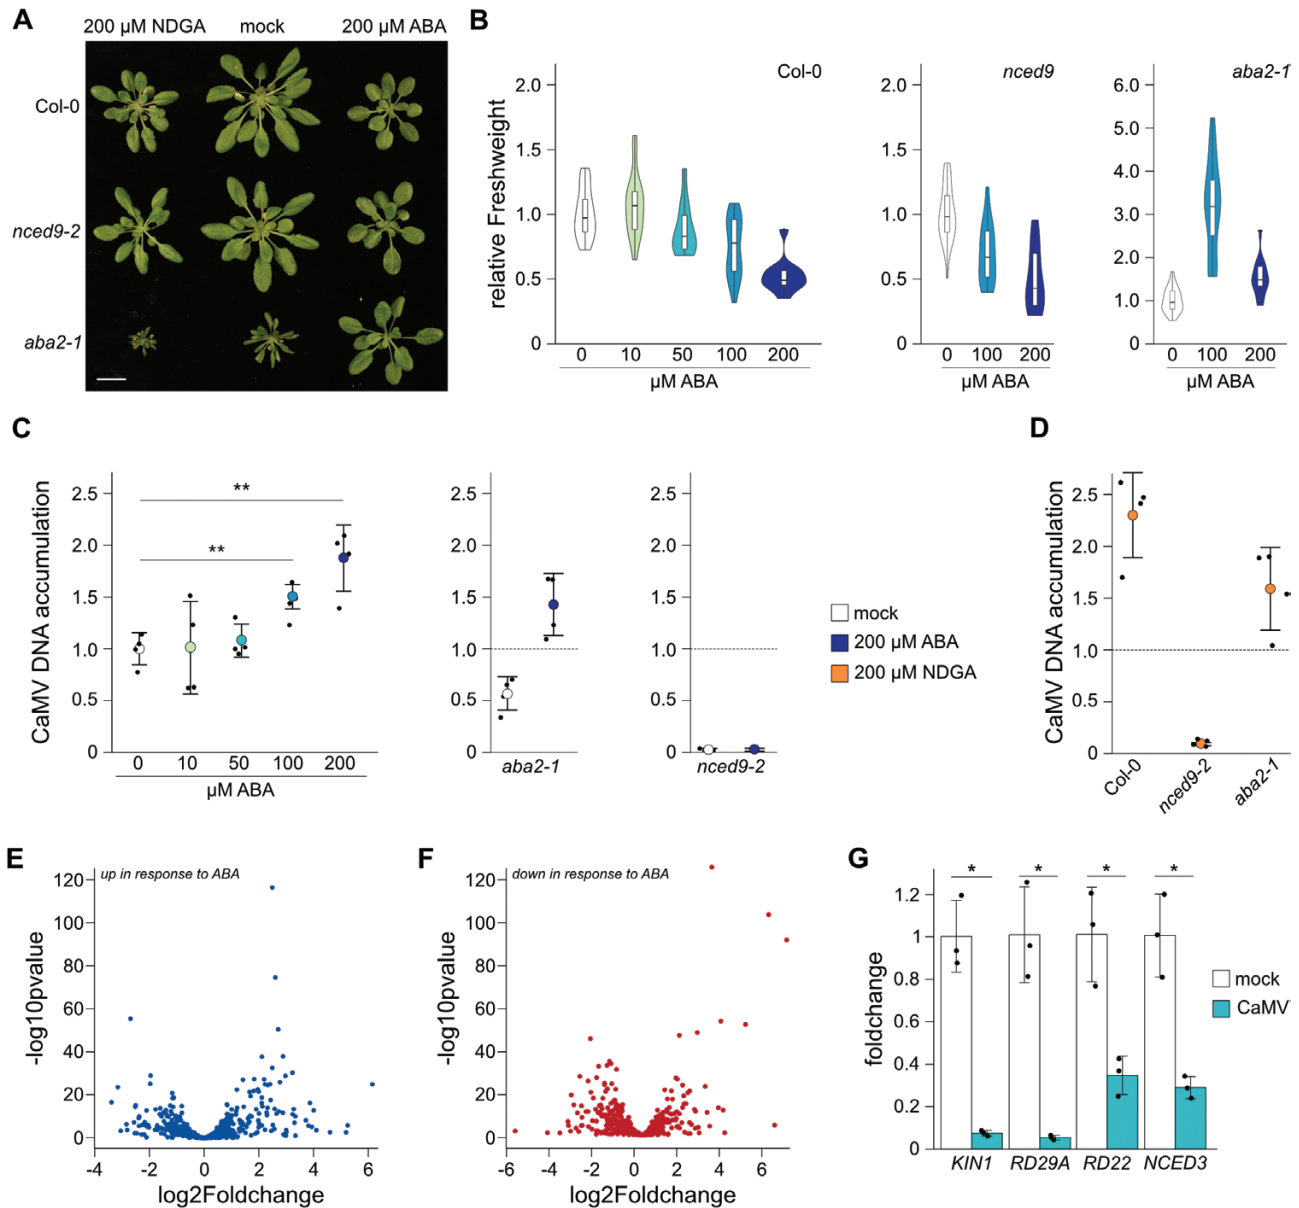 A
200 µM NDGA mock 200 µM ABA
Col-0
nced9-2
aba2-1
B
relative Freshweight
2.0
1.5
1.0
0.5
0
Col-0
0 10 50 100 200
µM ABA
2.0
1.5
1.0
0.5
0
nced9
0 100 200
µM ABA
6.0
5.0
4.0
3.0
2.0
1.0
0
aba2-1
0 100 200
µM ABA
C
CaMV DNA accumulation
2.5
2.0
1.5
1.0
0.5
0
**
**
0 10 50 100 200
µM ABA
2.5
2.0
1.5
1.0
0.5
0
aba2-1
2.5
2.0
1.5
1.0
0.5
0
nced9-2
mock
200 µM ABA
200 µM NDGA
D
CaMV DNA accumulation
2.5
2.0
1.5
1.0
0.5
0
Col-0
nced9-2
aba2-1
E
up in response to ABA
-log10pvalue
120
100
80
60
40
20
0
-4 -2 0 2 4 6
log2Foldchange
F
down in response to ABA
-log10pvalue
120
100
80
60
40
20
0
-6 -4 -2 0 2 4 6
log2Foldchange
G
foldchange
1.2
1
0.8
0.6
0.4
0.2
0
* * * *
KIN1 RD29A RD22 NCED3
mock
CaMV